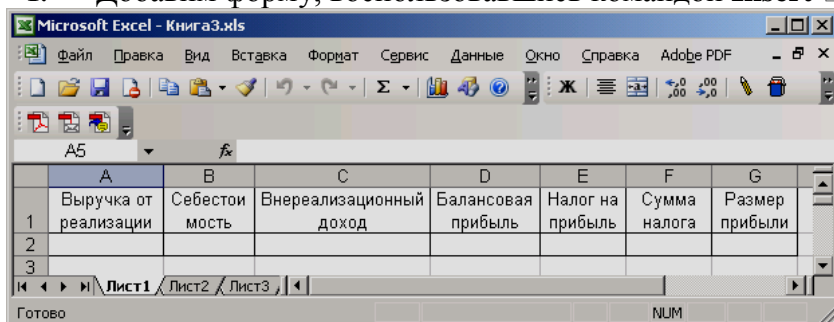 Добавим форму, воспользовавшись командой Insert
Microsoft Excel - Книга3.xls
Файл Правка Вид Вставка Формат Сервис Данные Окно Справка Adobe PDF
Ж
A5 fx
A B C D E F G
1 Выручка от реализации Себестои мость Внереализационный доход Балансовая прибыль Налог на прибыль Сумма налога Размер прибыли
2
3
Лист1 Лист2 Лист3
Готово NUM